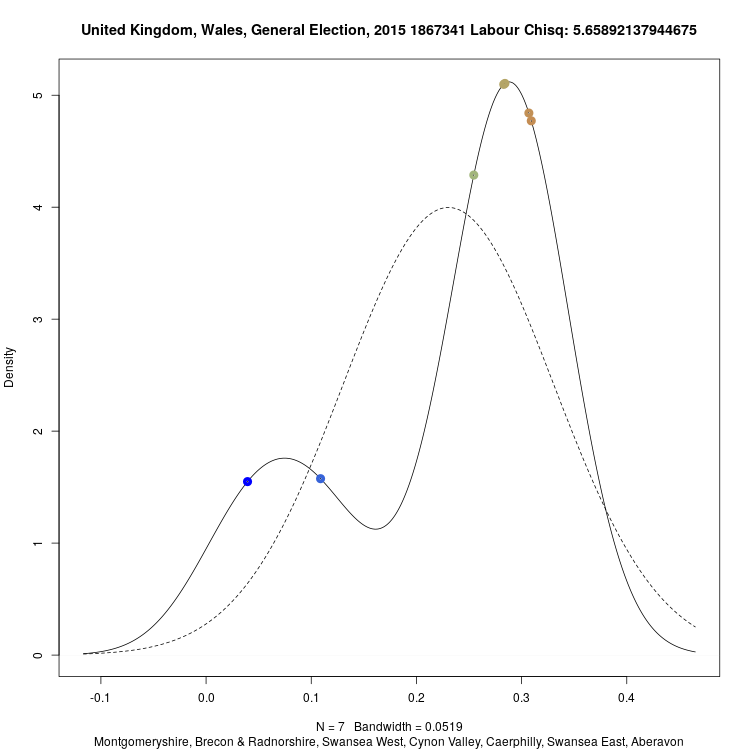 United Kingdom, Wales, General Election, 2015 1867341 Labour Chisq: 5.65892137944675
Density
5
4
3
2
1
0
-0.1 0.0 0.1 0.2 0.3 0.4
N = 7 Bandwidth = 0.0519
Montgomeryshire, Brecon & Radnorshire, Swansea West, Cynon Valley, Caerphilly, Swansea East, Aberavon